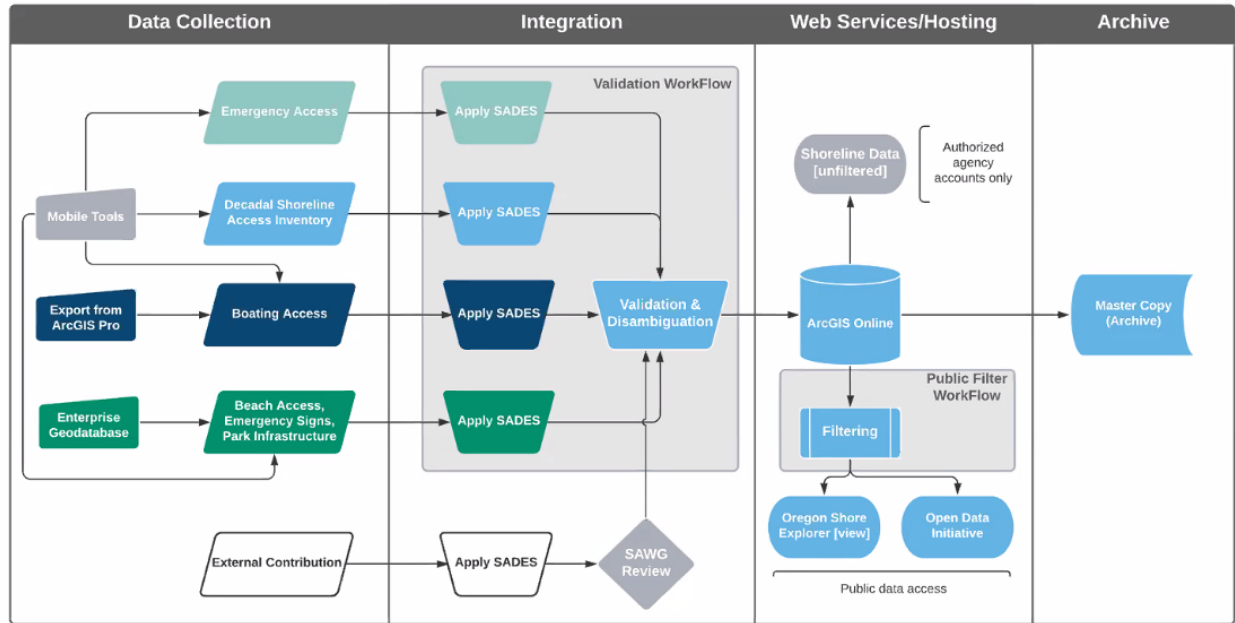 Data Collection
Integration
Web Services/Hosting
Archive
Validation WorkFlow
Emergency Access
Apply SADES
Shoreline Data
[unfiltered]
Authorized
agency
accounts only
Mobile Tools
Decadal Shoreline
Access Inventory
Apply SADES
Export from
ArcGIS Pro
Boating Access
Apply SADES
Validation &
Disambiguation
ArcGIS Online
Master Copy
(Archive)
Public Filter
WorkFlow
Enterprise
Geodatabase
Beach Access,
Emergency Signs,
Park Infrastructure
Apply SADES
Filtering
Oregon Shore
Explorer [view]
Open Data
Initiative
External Contribution
Apply SADES
SAWG
Review
Public data access